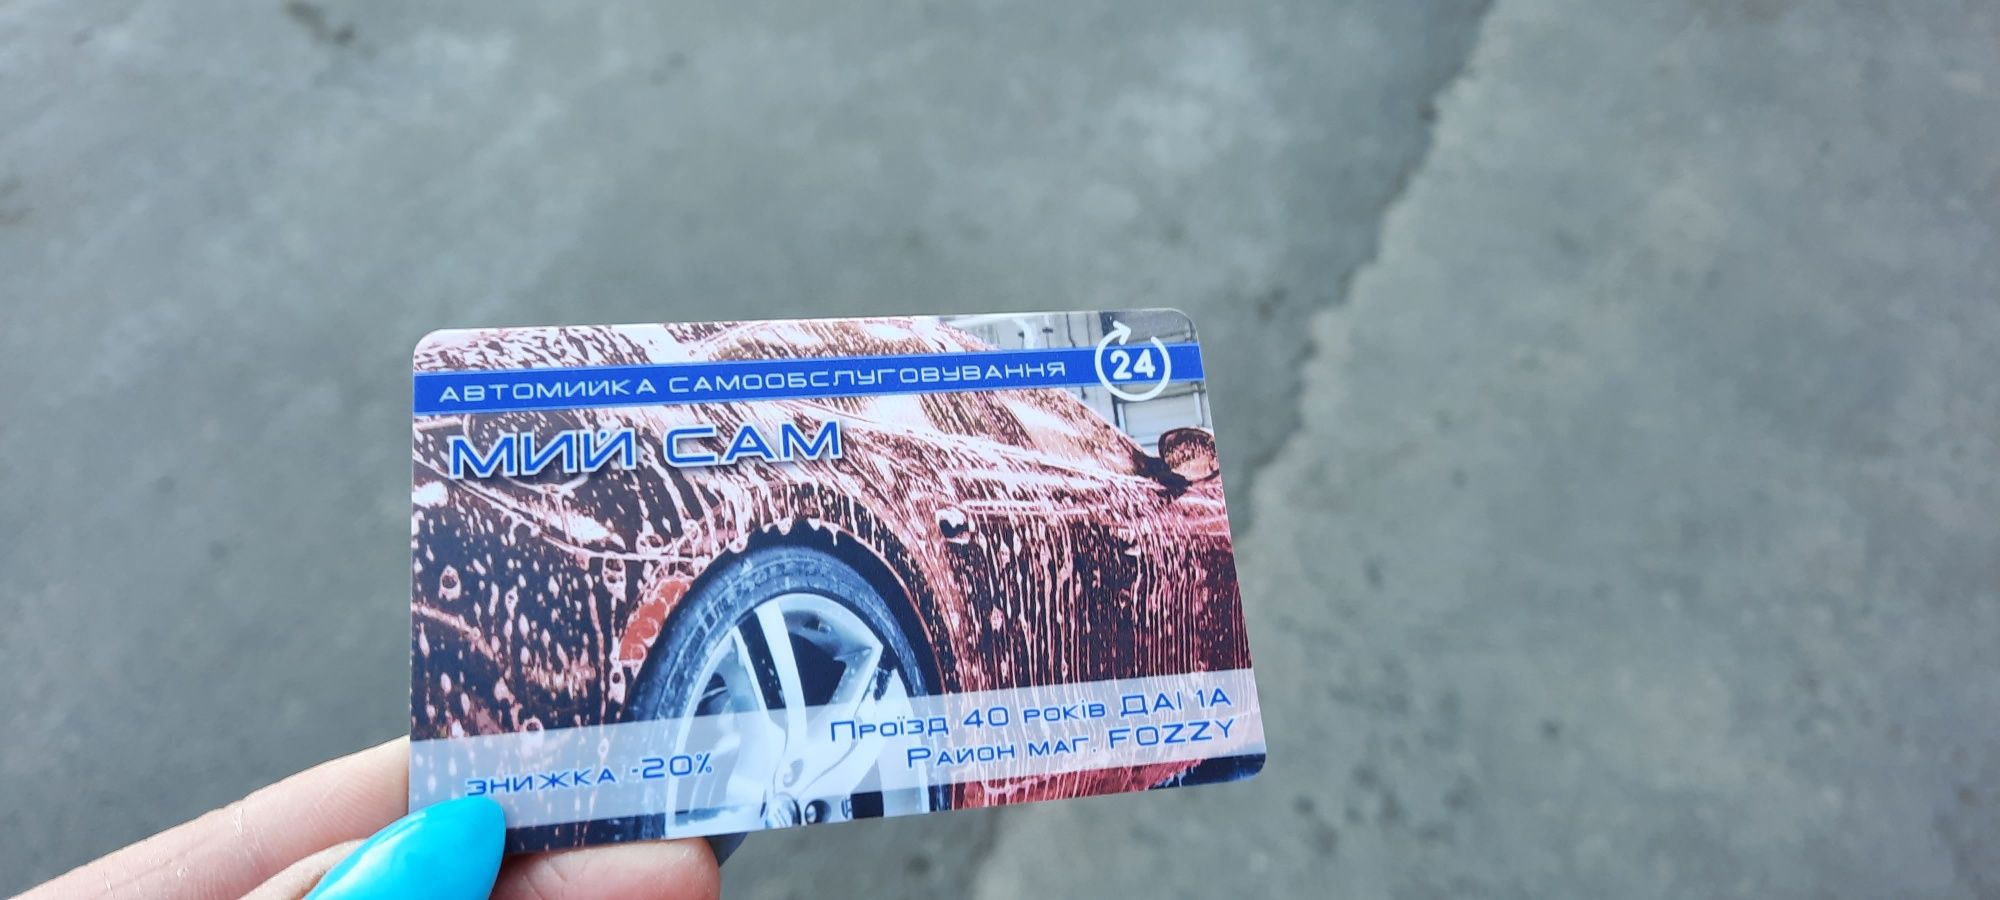 АВТОМИЙКА САМООБСЛУГОВУВАННЯ
24
МИЙ САМ
Проїзд 40 років ДАІ 1А
Район маг. FOZZY
знижка -20%